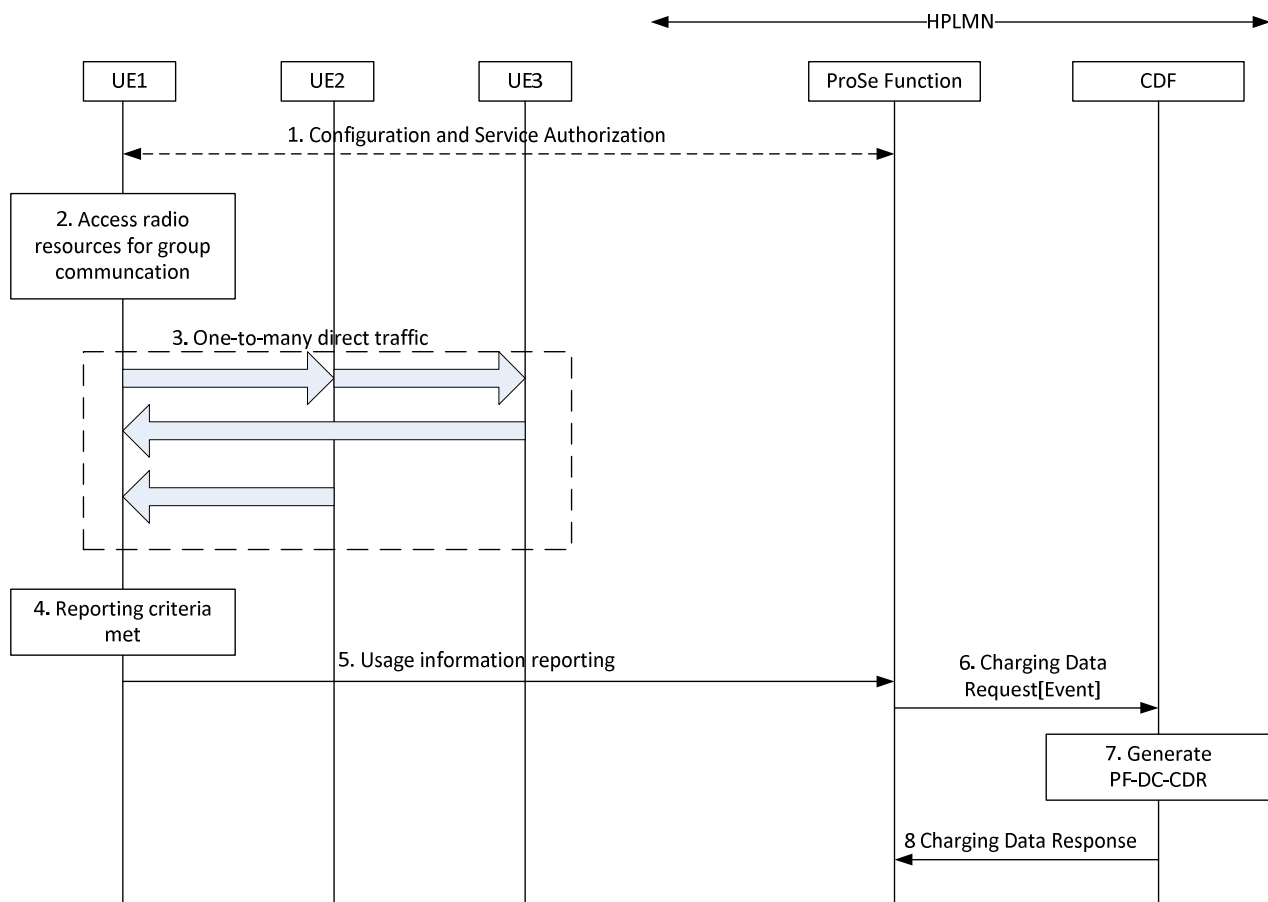 HPLMN
UE1
UE2
UE3
ProSe Function
CDF
1. Configuration and Service Authorization
2. Access radio
resources for group
communcation
3. One-to-many direct traffic
4. Reporting criteria
met
5. Usage information reporting
6. Charging Data
Request[Event]
7. Generate
PF-DC-CDR
8 Charging Data Response